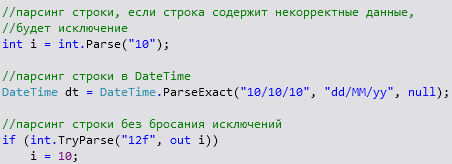 //парсинг строки, если строка содержит некорректные данные,
//будет исключение
int i = int.Parse("10");
//парсинг строки в DateTime
DateTime dt = DateTime.ParseExact("10/10/10", "dd/MM/yy", null);
//парсинг строки без бросания исключений
if (int.TryParse("12f", out i))
i = 10;